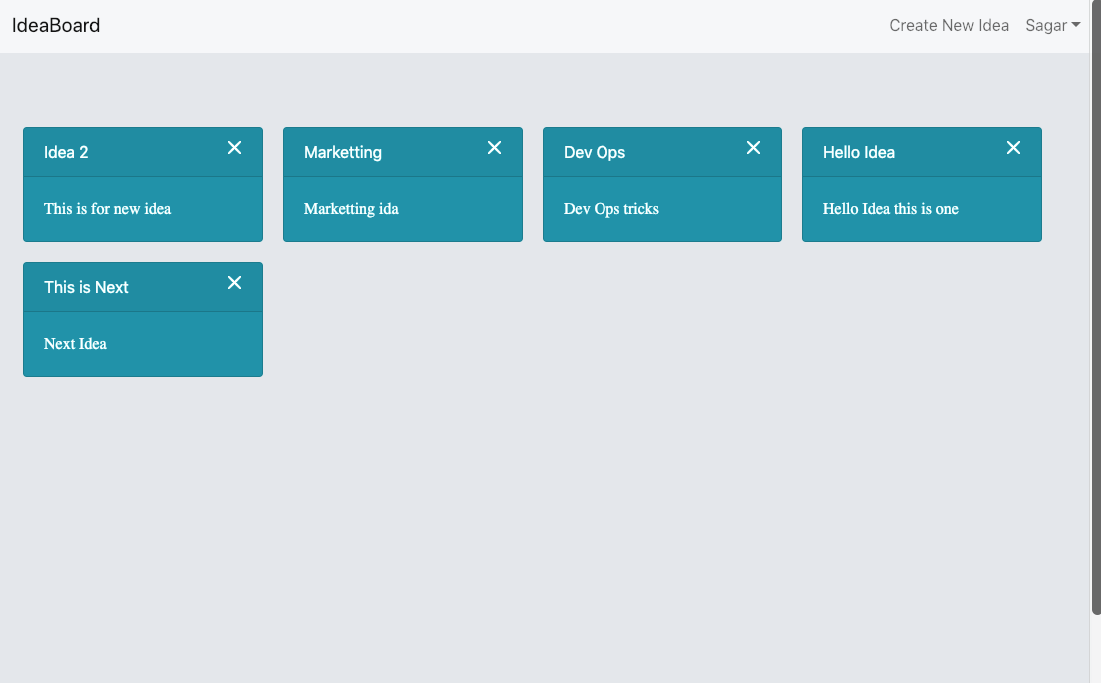 IdeaBoard
Create New Idea
Sagar
Idea 2
This is for new idea
Marketting
Marketting ida
Dev Ops
Dev Ops tricks
Hello Idea
Hello Idea this is one
This is Next
Next Idea